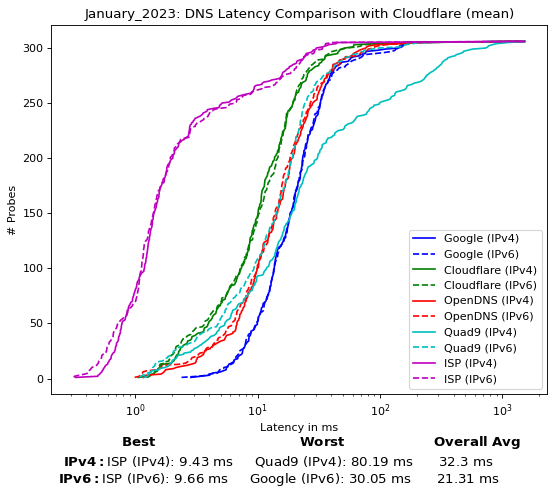 January_2023: DNS Latency Comparison with Cloudflare (mean)
# Probes
300
250
200
150
100
50
0
10^0
10^1
10^2
10^3
Latency in ms
Google (IPv4)
Google (IPv6)
Cloudflare (IPv4)
Cloudflare (IPv6)
OpenDNS (IPv4)
OpenDNS (IPv6)
Quad9 (IPv4)
Quad9 (IPv6)
ISP (IPv4)
ISP (IPv6)
Best Worst Overall Avg
IPv4: ISP (IPv4): 9.43 ms Quad9 (IPv4): 80.19 ms 32.3 ms
IPv6: ISP (IPv6): 9.66 ms Google (IPv6): 30.05 ms 21.31 ms